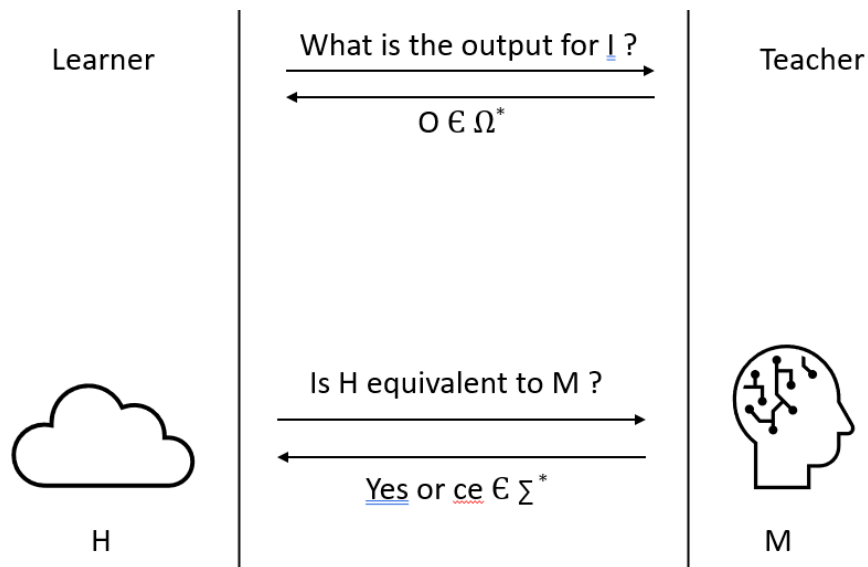 Learner
What is the output for I ?
Teacher
O Є Ω*
Is H equivalent to M ?
Yes or ce Є ∑*
H
M